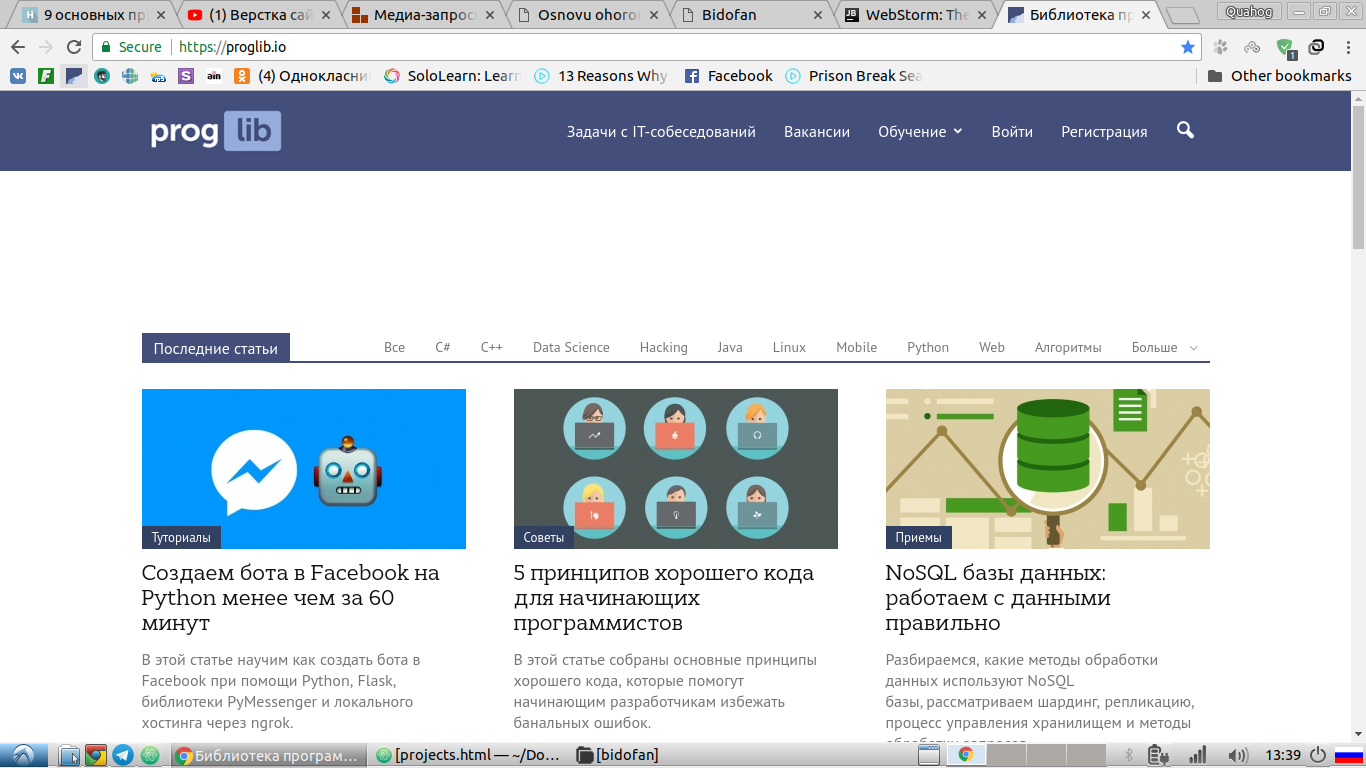 9 основных пр
(1) Верстка сай
Медиа-запрос
Osnovu ohoron
Bidofan
WebStorm: The
Библиотека пр
Quahog
Secure https://proglib.io
1
(4) Одноклассни
SoloLearn: Learn
13 Reasons Why
Facebook
Prison Break Sea
Other bookmarks
prog lib
Задачи с IT-собеседований
Вакансии
Обучение
Войти
Регистрация
Последние статьи
Все
C#
C++
Data Science
Hacking
Java
Linux
Mobile
Python
Web
Алгоритмы
Больше
Туториалы
Создаем бота в Facebook на
Python менее чем за 60
минут
В этой статье научим как создать бота в
Facebook при помощи Python, Flask,
библиотеки PyMessenger и локального
хостинга через ngrok.
Советы
5 принципов хорошего кода
для начинающих
программистов
В этой статье собраны основные принципы
хорошего кода, которые помогут
начинающим разработчикам избежать
банальных ошибок.
Приемы
NoSQL базы данных:
работаем с данными
правильно
Разбираемся, какие методы обработки
данных используют NoSQL
базы, рассматриваем шардинг, репликацию,
процесс управления хранилищем и методы
обработки запросов.
Библиотека програм...
[projects.html — ~/Do...
[bidofan]
13:39